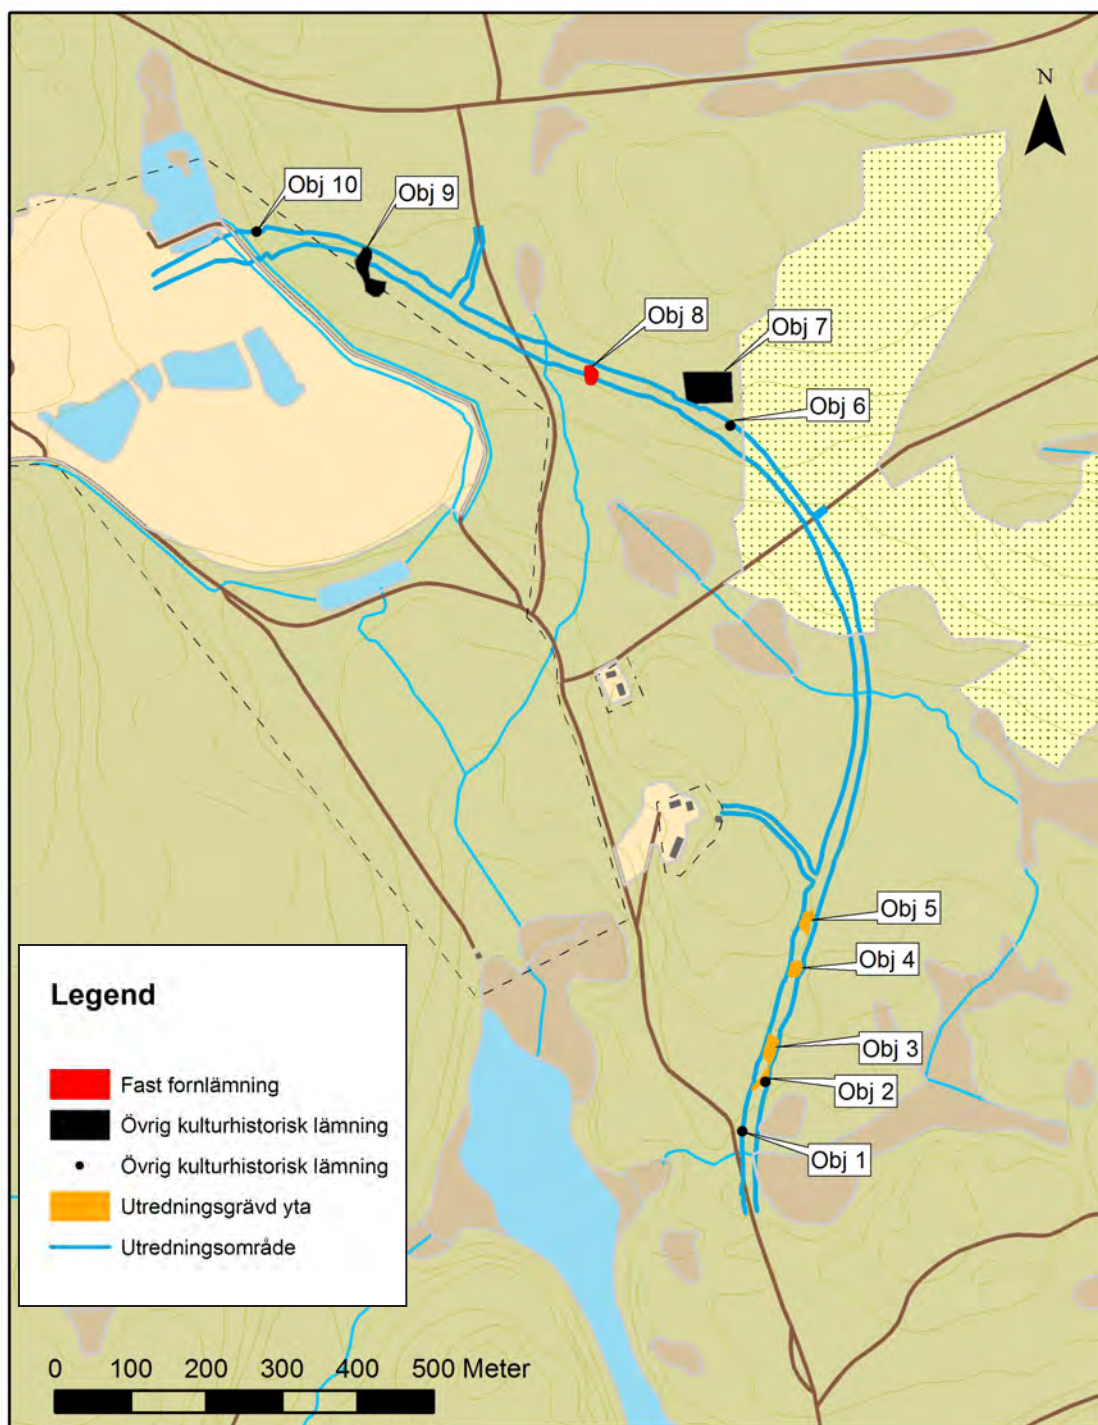 N
Obj 10
Obj 9
Obj 8
Obj 7
Obj 6
Obj 5
Obj 4
Obj 3
Obj 2
Obj 1
Legend
Fast fornlämning
Övrig kulturhistorisk lämning
Övrig kulturhistorisk lämning
Utredningsgrävd yta
Utredningsområde
0 100 200 300 400 500 Meter